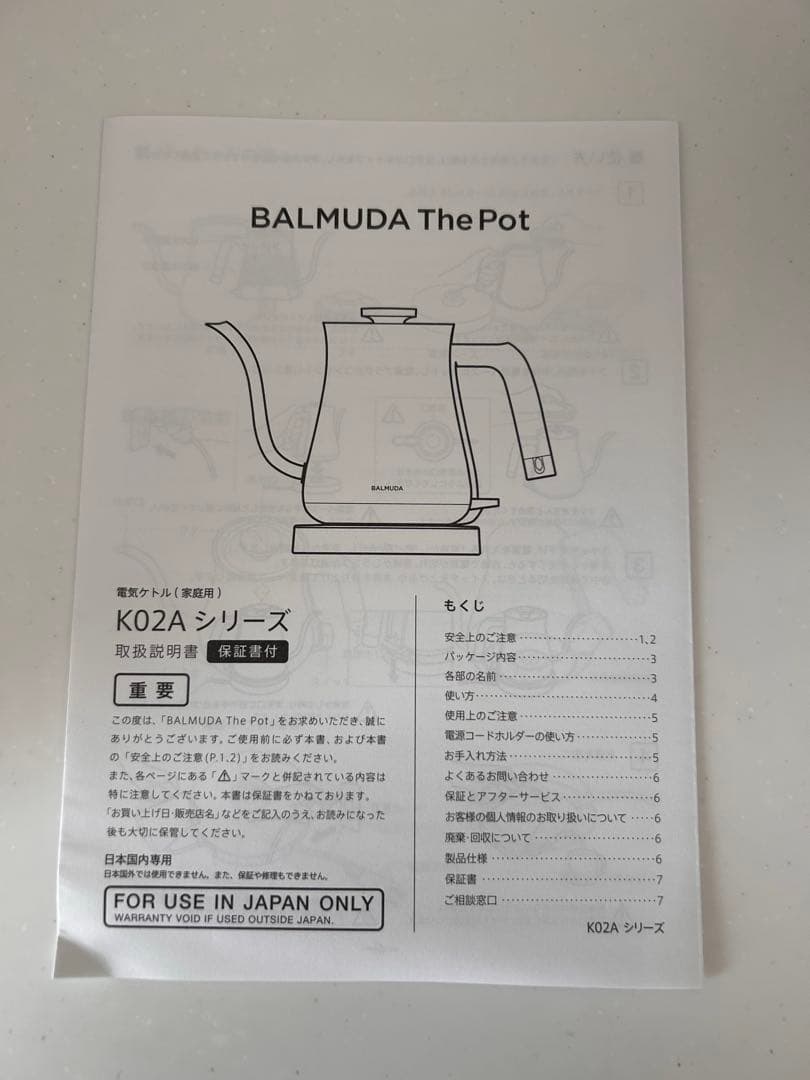 BALMUDA The Pot
BALMUDA
電気ケトル(家庭用)
K02A シリーズ
取扱説明書 保証書付
重要
この度は、「BALMUDA The Pot」をお求めいただき、誠に
ありがとうございます。ご使用前に必ず本書、および本書
の「安全上のご注意(P.1、2)」をお読みください。
また、各ページにある「⚠」マークと併記されている内容は
特に注意してください。本書は保証書をかねております。
「お買い上げ日・販売店名」などをご記入のうえ、お読みになった
後も大切に保管してください。
日本国内専用
日本国外では使用できません。また、保証や修理もできません。
FOR USE IN JAPAN ONLY
WARRANTY VOID IF USED OUTSIDE JAPAN.
もくじ
安全上のご注意 ························1、2
パッケージ内容 ························3
各部の名前 ························3
使い方 ························4
使用上のご注意 ························5
電源コードホルダーの使い方 ············5
お手入れ方法 ························5
よくあるお問い合わせ ················6
保証とアフターサービス ··············6
お客様の個人情報のお取り扱いについて ·····6
廃棄・回収について ··················6
製品仕様 ························6
保証書 ························7
ご相談窓口 ························7
K02A シリーズ